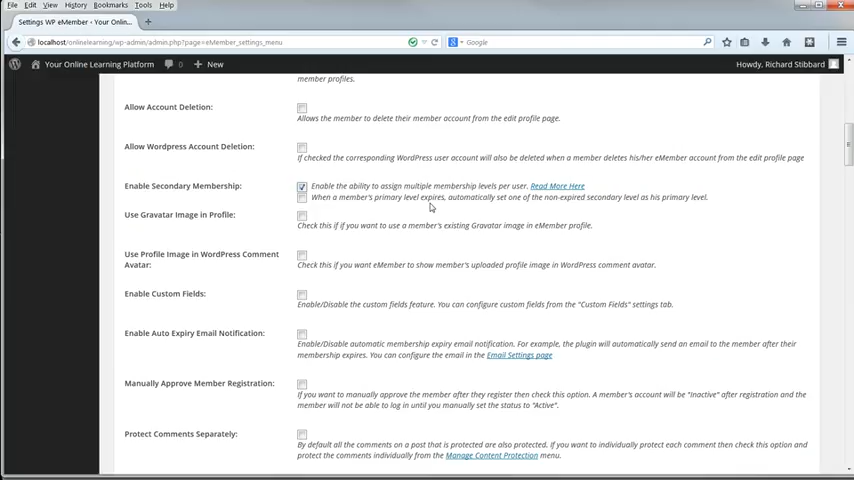 File Edit View History Bookmarks Tools Help
Settings WP eMember ‹ Your Onlin...
localhost/onlinelearning/wp-admin/admin.php?page=eMember_settings_menu
Google
Your Online Learning Platform 0 New Howdy, Richard Stibbard
member profiles.
Allow Account Deletion:
Allows the member to delete their member account from the edit profile page.
Allow Wordpress Account Deletion:
If checked the corresponding WordPress user account will also be deleted when a member deletes his/her eMember account from the edit profile page
Enable Secondary Membership: Enable the ability to assign multiple membership levels per user. Read More Here
When a member's primary level expires, automatically set one of the non-expired secondary level as his primary level.
Use Gravatar Image in Profile:
Check this if if you want to use a member's existing Gravatar image in eMember profile.
Use Profile Image in WordPress Comment
Avatar:
Check this if you want eMember to show member's uploaded profile image in WordPress comment avatar.
Enable Custom Fields:
Enable/Disable the custom fields feature. You can configure custom fields from the "Custom Fields" settings tab.
Enable Auto Expiry Email Notification:
Enable/Disable automatic membership expiry email notification. For example, the plugin will automatically send an email to the member after their
membership expires. You can configure the email in the Email Settings page
Manually Approve Member Registration:
If you want to manually approve the member after they register then check this option. A member's account will be "Inactive" after registration and the
member will not be able to log in until you manually set the status to "Active".
Protect Comments Separately:
By default all the comments on a post that is protected are also protected. If you want to individually protect each comment then check this option and
protect the comments individually from the Manage Content Protection menu.